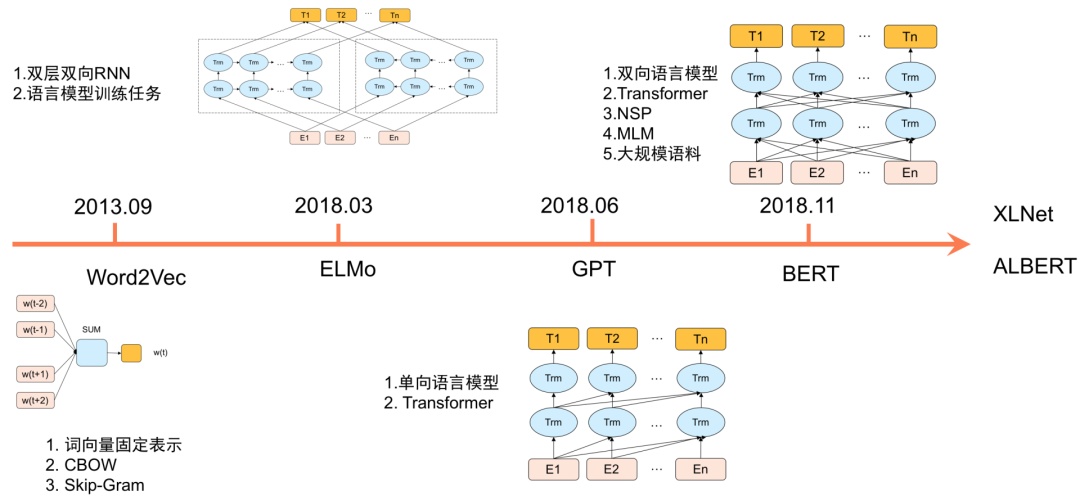 T1 T2 ... Tn
Trm Trm ... Trm Trm Trm ... Trm
Trm Trm ... Trm Trm Trm ... Trm
E1 E2 ... En
1.双层双向RNN
2.语言模型训练任务
T1 T2 ... Tn
Trm Trm ... Trm
Trm Trm ... Trm
E1 E2 ... En
1.双向语言模型
2.Transformer
3.NSP
4.MLM
5.大规模语料
2013.09 2018.03 2018.06 2018.11
XLNet
Word2Vec ELMo GPT BERT
ALBERT
w(t-2)
w(t-1)
SUM
w(t)
w(t+1)
w(t+2)
1. 词向量固定表示
2. CBOW
3. Skip-Gram
1.单向语言模型
2. Transformer
T1 T2 ... Tn
Trm Trm ... Trm
Trm Trm ... Trm
E1 E2 ... En